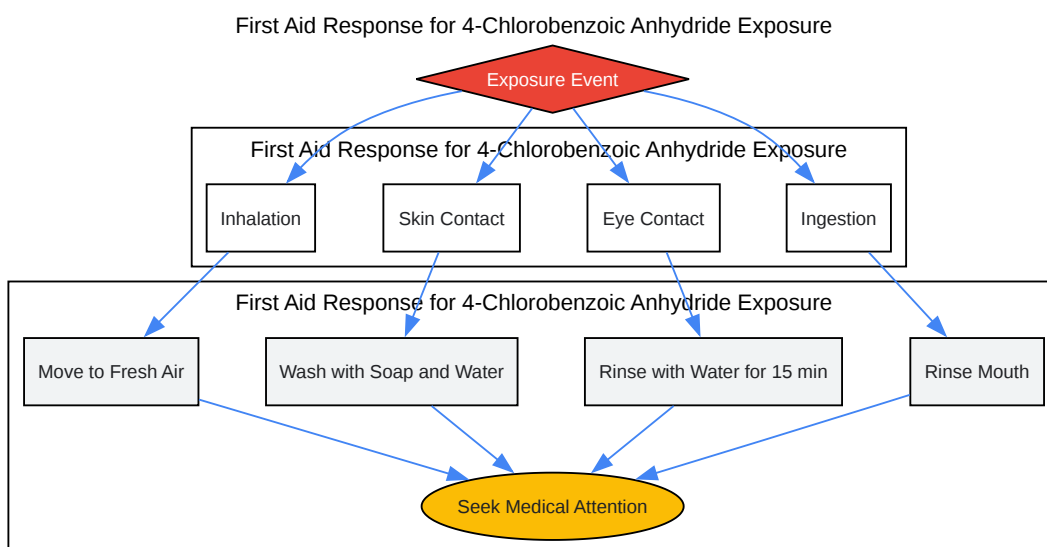 First Aid Response for 4-Chlorobenzoic Anhydride Exposure
Exposure Event
First Aid Response for 4-Chlorobenzoic Anhydride Exposure
Inhalation
Skin Contact
Eye Contact
Ingestion
First Aid Response for 4-Chlorobenzoic Anhydride Exposure
Move to Fresh Air
Wash with Soap and Water
Rinse with Water for 15 min
Rinse Mouth
Seek Medical Attention